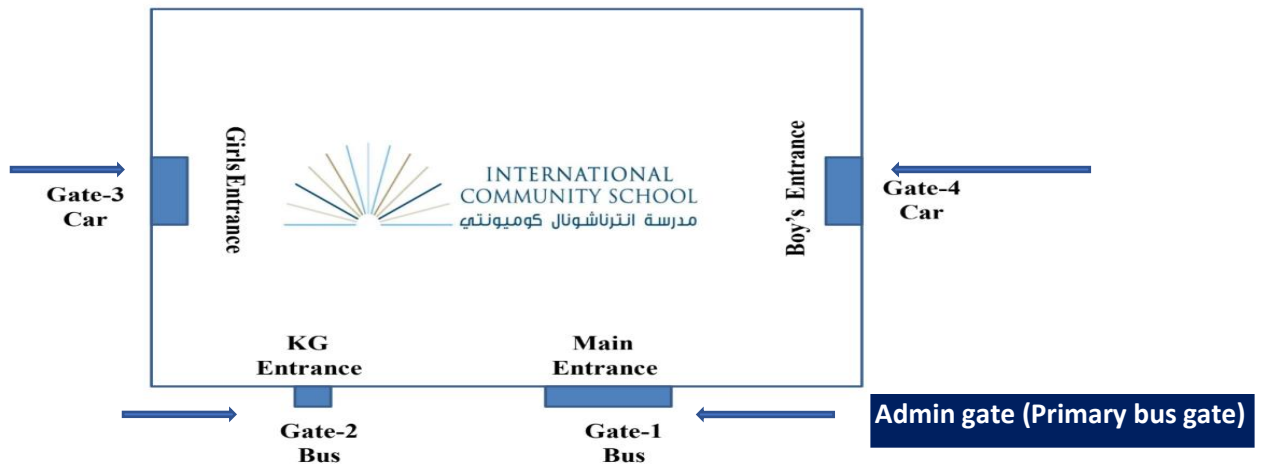 Girls Entrance
Gate-3
Car
INTERNATIONAL
COMMUNITY SCHOOL
مدرسة انترناشونال كوميونتي
Boy's Entrance
Gate-4
Car
KG
Entrance
Main
Entrance
Gate-2
Bus
Gate-1
Bus
Admin gate (Primary bus gate)